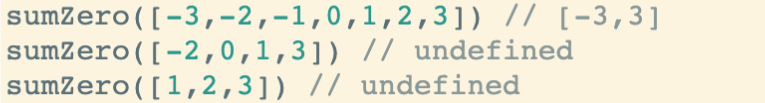 sumZero([-3,-2,-1,0,1,2,3]) // [-3,3]
sumZero([-2,0,1,3]) // undefined
sumZero([1,2,3]) // undefined